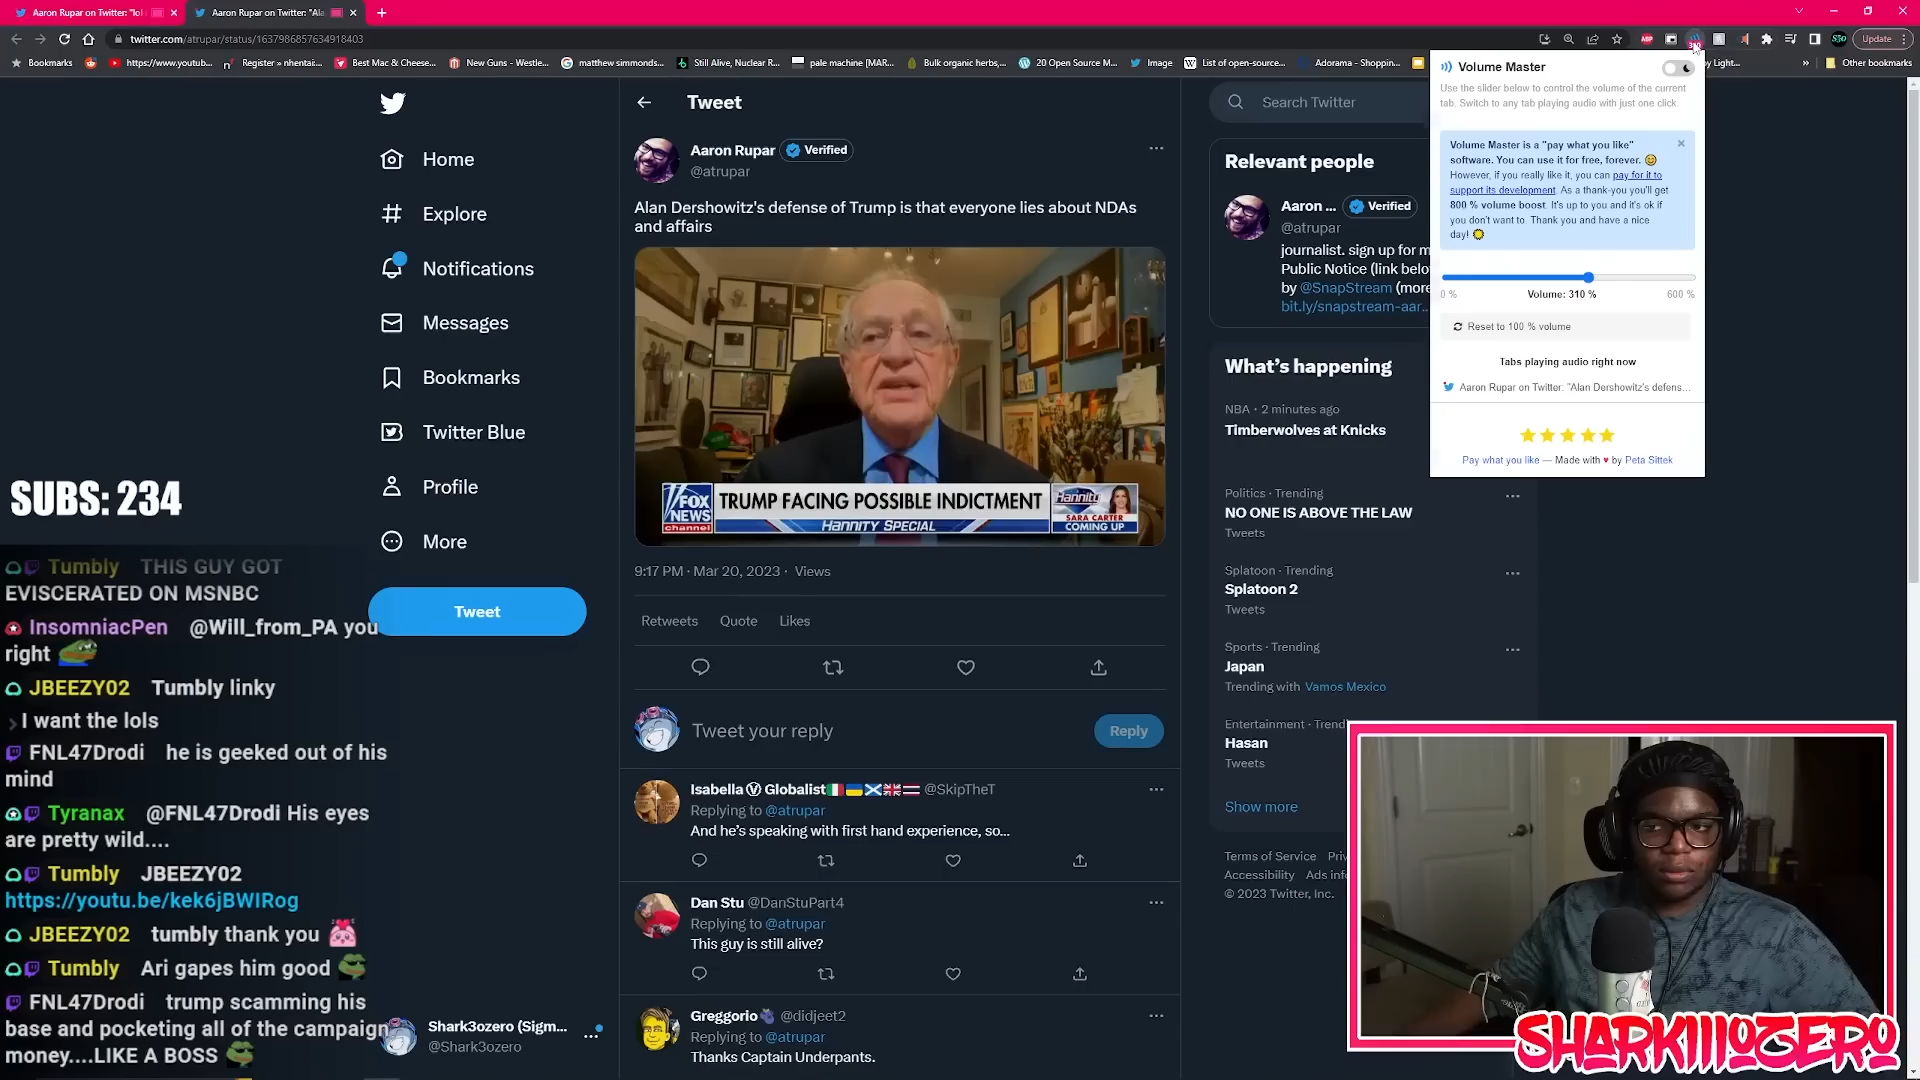 Aaron Rupar on Twitter: "lol
Aaron Rupar on Twitter: "Ala
twitter.com/atrupar/status/1637986857634918403
Update
Bookmarks
https://www.youtub...
Register » nhentai...
Best Mac & Cheese...
New Guns - Westle...
matthew simmonds...
Still Alive, Nuclear R...
pale machine [MAR...
Bulk organic herbs,...
20 Open Source M...
Image
List of open-source...
Adorama - Shoppin...
by Light...
Other bookmarks
Home
Explore
Notifications
Messages
Bookmarks
Twitter Blue
Profile
More
Tweet
Shark3ozero (Sigm...
@Shark3ozero
Tweet
Aaron Rupar Verified
@atrupar
Alan Dershowitz's defense of Trump is that everyone lies about NDAs
and affairs
FOX
NEWS
channel
TRUMP FACING POSSIBLE INDICTMENT
HANNITY SPECIAL
Hannity
SARA CARTER
COMING UP
9:17 PM · Mar 20, 2023 · Views
Retweets Quote Likes
Tweet your reply
Reply
Isabella Ⓥ Globalist @SkipTheT
Replying to @atrupar
And he's speaking with first hand experience, so...
Dan Stu @DanStuPart4
Replying to @atrupar
This guy is still alive?
Greggorio @didjeet2
Replying to @atrupar
Thanks Captain Underpants.
Search Twitter
Relevant people
Aaron ... Verified
@atrupar
journalist. sign up for m
Public Notice (link belo
by @SnapStream (more
bit.ly/snapstream-aar...
What's happening
NBA · 2 minutes ago
Timberwolves at Knicks
Politics · Trending
NO ONE IS ABOVE THE LAW
Tweets
Splatoon · Trending
Splatoon 2
Tweets
Sports · Trending
Japan
Trending with Vamos Mexico
Entertainment · Trend
Hasan
Tweets
Show more
Terms of Service Priv
Accessibility Ads info
© 2023 Twitter, Inc.
Volume Master
Use the slider below to control the volume of the current
tab. Switch to any tab playing audio with just one click.
Volume Master is a "pay what you like"
software. You can use it for free, forever.
However, if you really like it, you can pay for it to
support its development. As a thank-you you'll get
800 % volume boost. It's up to you and it's ok if
you don't want to. Thank you and have a nice
day!
0 % Volume: 310 % 600 %
Reset to 100 % volume
Tabs playing audio right now
Aaron Rupar on Twitter: "Alan Dershowitz's defens...
Pay what you like — Made with ♥ by Peta Sittek
SUBS: 234
Tumbly THIS GUY GOT
EVISCERATED ON MSNBC
InsomniacPen @Will_from_PA you
right
JBEEZY02 Tumbly linky
I want the lols
FNL47Drodi he is geeked out of his
mind
Tyranax @FNL47Drodi His eyes
are pretty wild....
Tumbly JBEEZY02
https://youtu.be/kek6jBWIRog
JBEEZY02 tumbly thank you
Tumbly Ari gapes him good
FNL47Drodi trump scamming his
base and pocketing all of the campaign
money....LIKE A BOSS
SHARKIIIOZERO